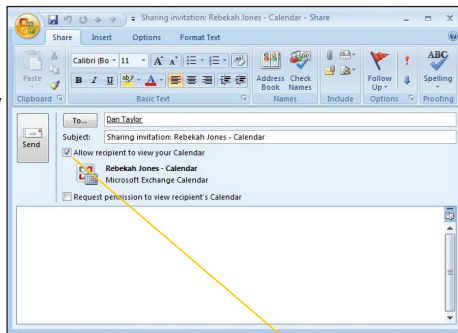 Sharing invitation: Rebekah Jones - Calendar - Share
Share Insert Options Format Text
Calibri (Bo 11 A A
Paste B I U ab A Address Book Check Names Follow Up ABC Spelling
Clipboard Basic Text Names Include Options Proofing
To... Dan Taylor
Subject: Sharing invitation: Rebekah Jones - Calendar
Send
Allow recipient to view your Calendar
Rebekah Jones - Calendar
Microsoft Exchange Calendar
Request permission to view recipient's Calendar